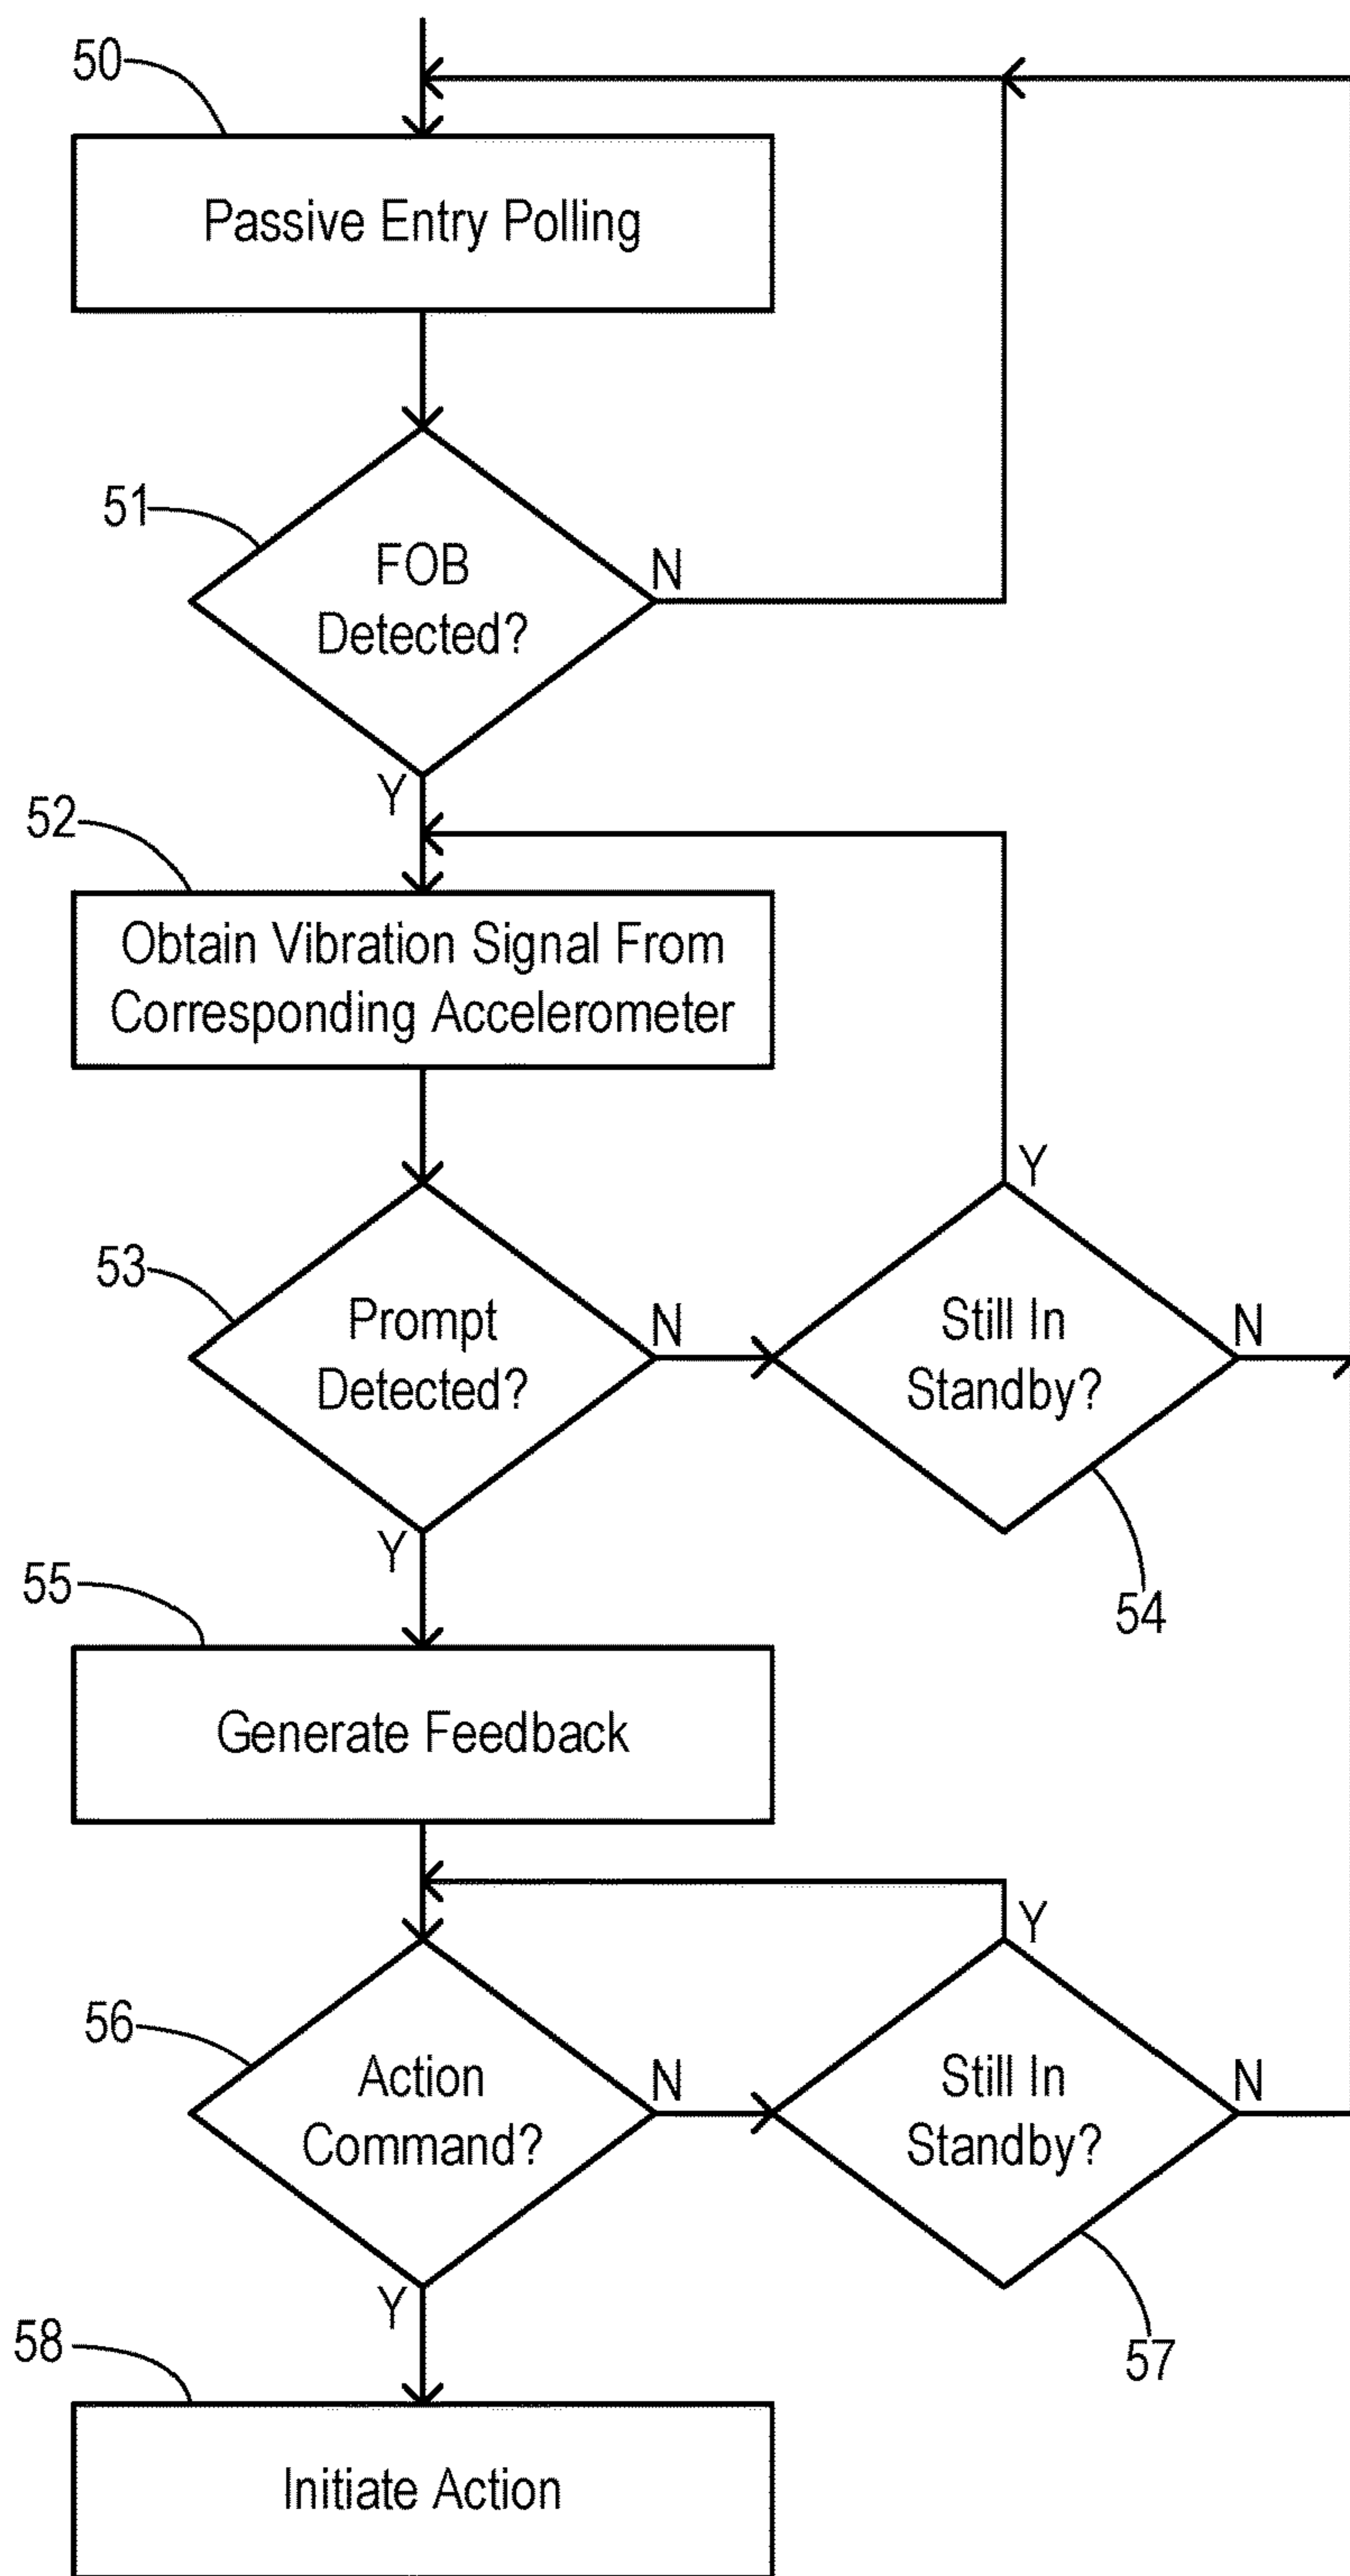 50
Passive Entry Polling
51
FOB
Detected?
N
Y
52
Obtain Vibration Signal From
Corresponding Accelerometer
53
Prompt
Detected?
N
Y
Still In
Standby?
Y
N
54
55
Generate Feedback
56
Action
Command?
N
Y
Still In
Standby?
Y
N
57
58
Initiate Action